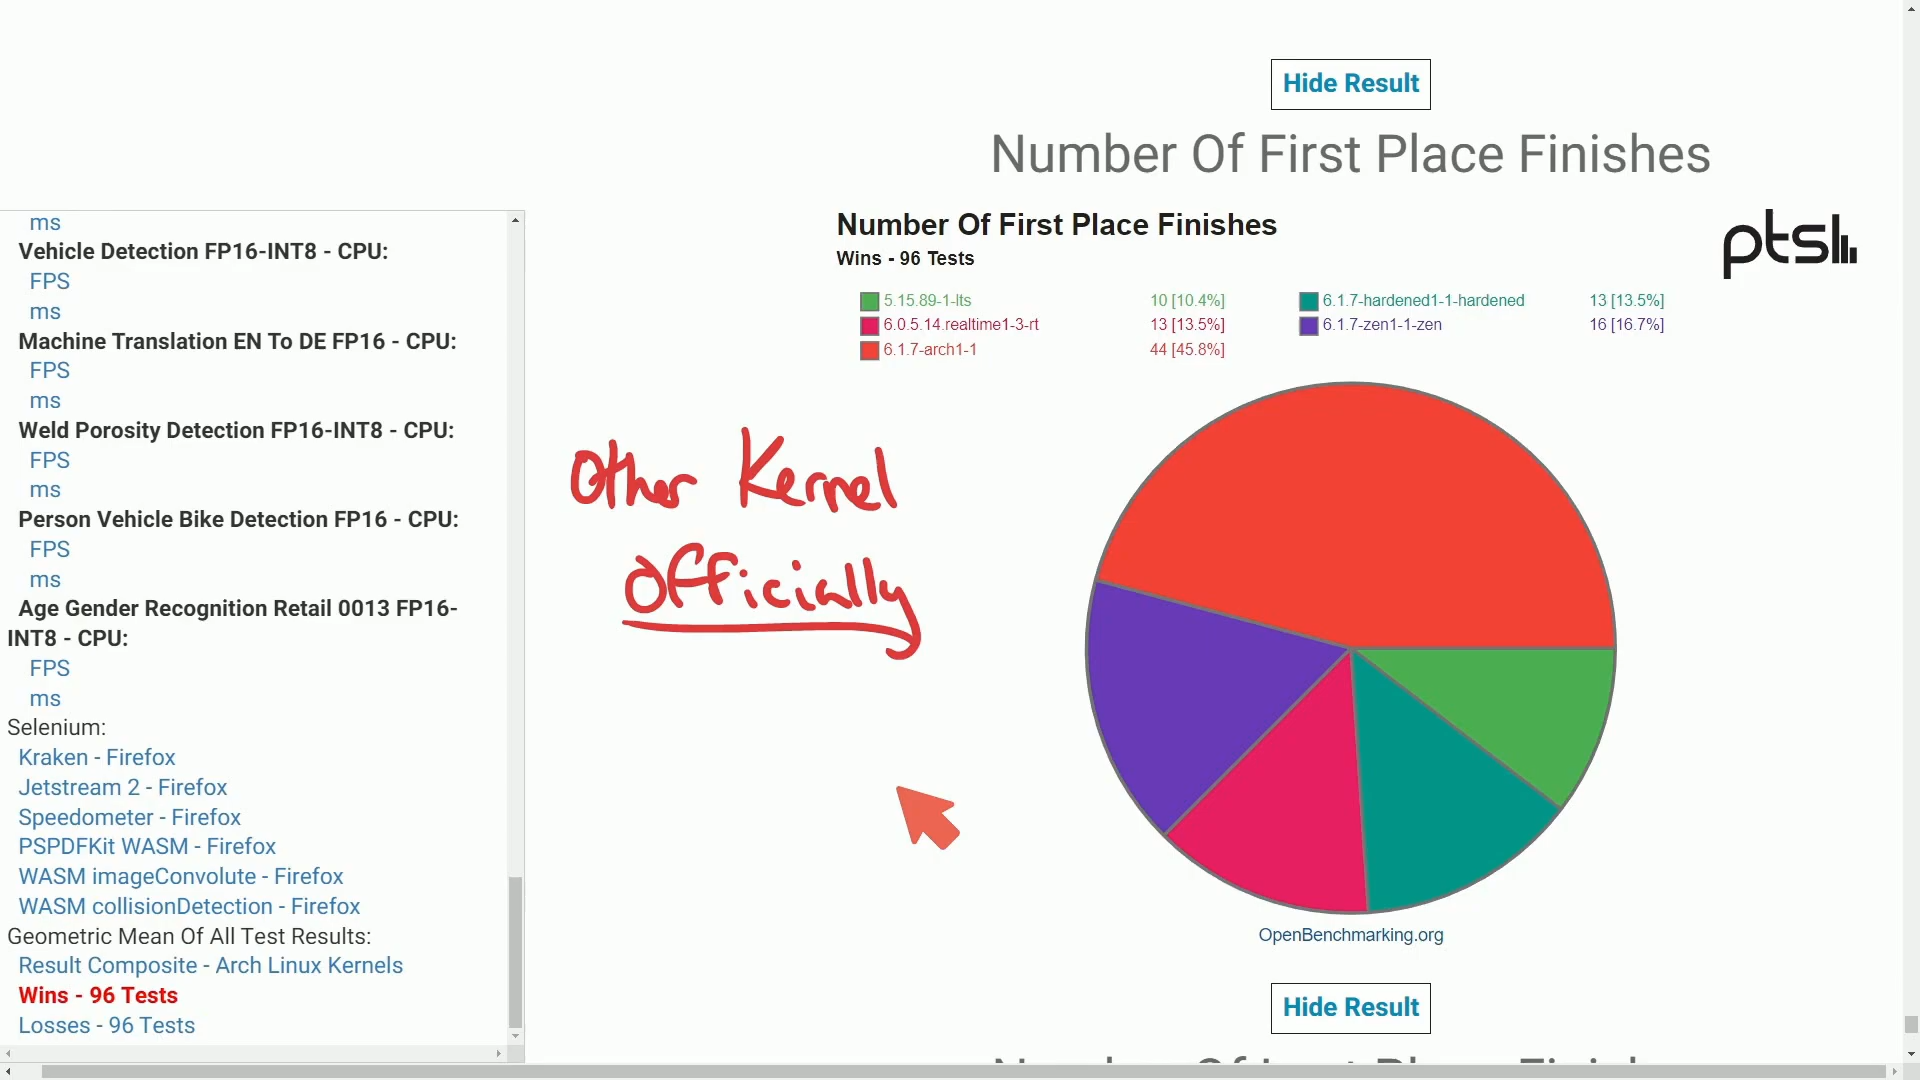 Hide Result
Number Of First Place Finishes
ms
Vehicle Detection FP16-INT8 - CPU:
FPS
ms
Machine Translation EN To DE FP16 - CPU:
FPS
ms
Weld Porosity Detection FP16-INT8 - CPU:
FPS
ms
Person Vehicle Bike Detection FP16 - CPU:
FPS
ms
Age Gender Recognition Retail 0013 FP16-
INT8 - CPU:
FPS
ms
Selenium:
Kraken - Firefox
Jetstream 2 - Firefox
Speedometer - Firefox
PSPDFKit WASM - Firefox
WASM imageConvolute - Firefox
WASM collisionDetection - Firefox
Geometric Mean Of All Test Results:
Result Composite - Arch Linux Kernels
Wins - 96 Tests
Losses - 96 Tests
Number Of First Place Finishes
Wins - 96 Tests
pts
5.15.89-1-lts 10 [10.4%]
6.1.7-hardened1-1-hardened 13 [13.5%]
6.0.5.14.realtime1-3-rt 13 [13.5%]
6.1.7-zen1-1-zen 16 [16.7%]
6.1.7-arch1-1 44 [45.8%]
Other Kernel
Officially
OpenBenchmarking.org
Hide Result